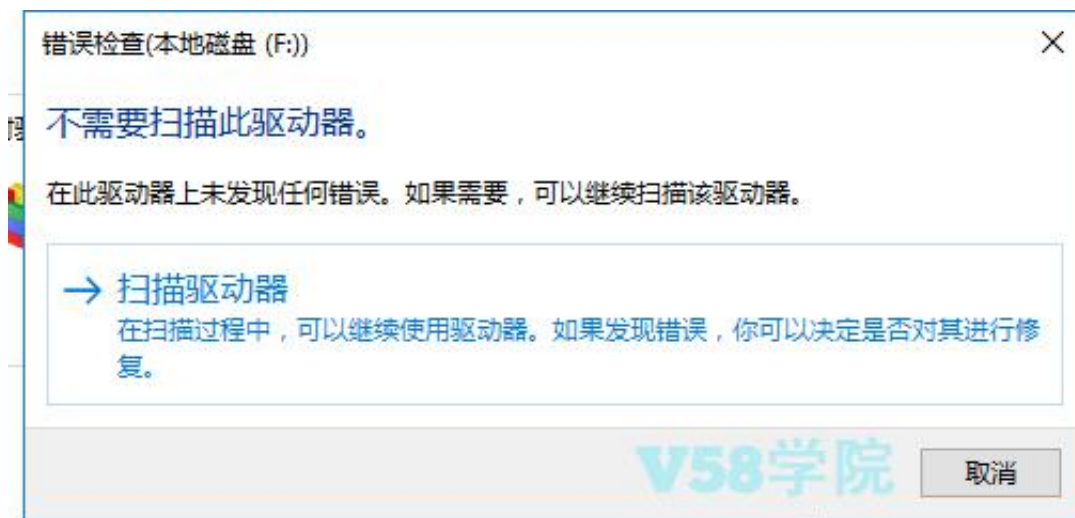 错误检查(本地磁盘 (F:))
不需要扫描此驱动器。
在此驱动器上未发现任何错误。如果需要，可以继续扫描该驱动器。
扫描驱动器
在扫描过程中，可以继续使用驱动器。如果发现错误，你可以决定是否对其进行修
复。
V58学院
取消